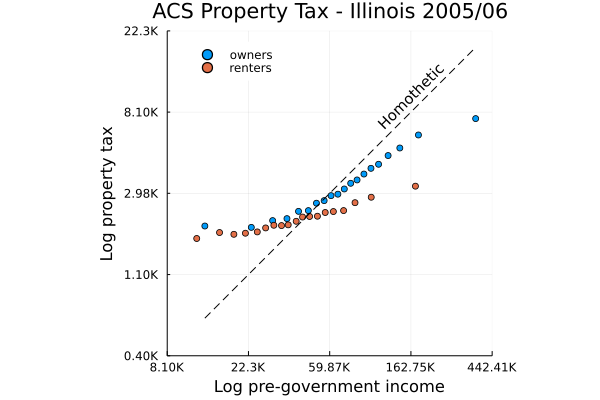 ACS Property Tax - Illinois 2005/06
22.3K
8.10K
2.98K
1.10K
0.40K
Log property tax
owners
renters
Homothetic
8.10K 22.3K 59.87K 162.75K 442.41K
Log pre-government income